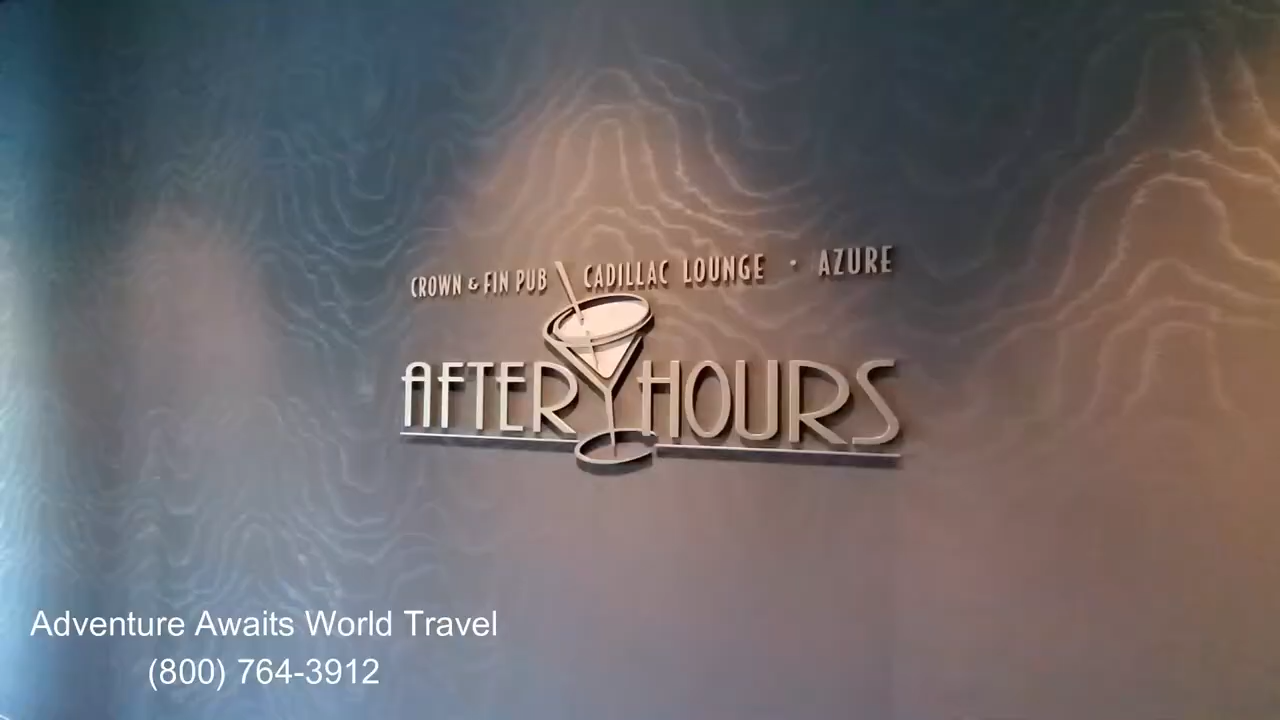 CROWN & FIN PUB CADILLAC LOUNGE · AZURE
AFTER HOURS
Adventure Awaits World Travel
(800) 764-3912